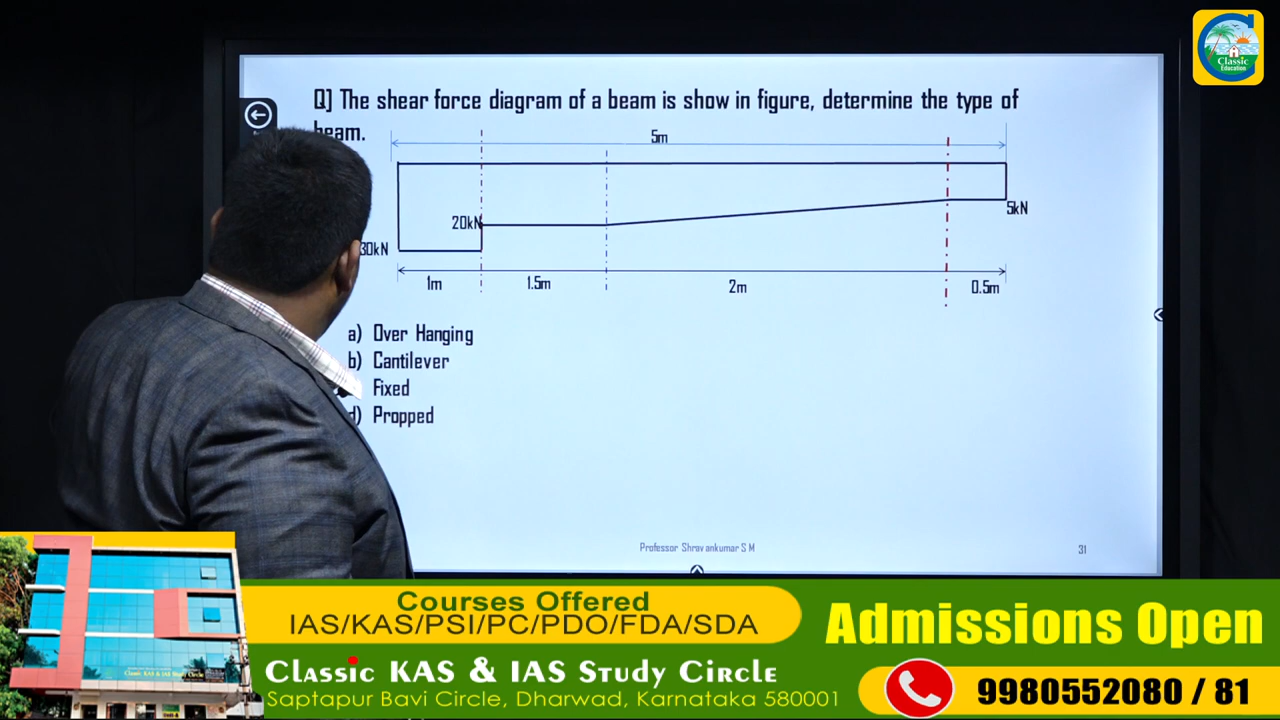 Classic
Education
Q] The shear force diagram of a beam is show in figure, determine the type of
beam.
5m
20kN
5kN
30kN
1m
1.5m
2m
0.5m
a) Over Hanging
b) Cantilever
Fixed
d) Propped
Professor Shravankumar S M
31
Courses Offered
IAS/KAS/PSI/PC/PDO/FDA/SDA
Admissions Open
Classic KAS & IAS Study Circle
Saptapur Bavi Circle, Dharwad, Karnataka 580001
9980552080 / 81